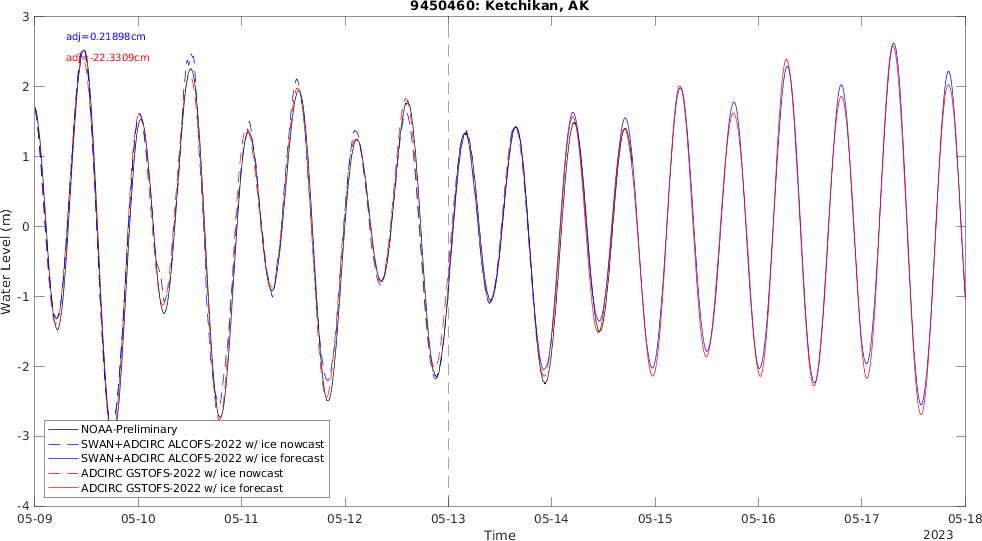 9450460: Ketchikan, AK
adj=0.21898cm
adj=-22.3309cm
Water Level (m)
3
2
1
0
-1
-2
-3
-4
NOAA-Preliminary
SWAN+ADCIRC ALCOFS-2022 w/ ice nowcast
SWAN+ADCIRC ALCOFS-2022 w/ ice forecast
ADCIRC GSTOFS-2022 w/ ice nowcast
ADCIRC GSTOFS-2022 w/ ice forecast
05-09 05-10 05-11 05-12 05-13 05-14 05-15 05-16 05-17 05-18
Time
2023